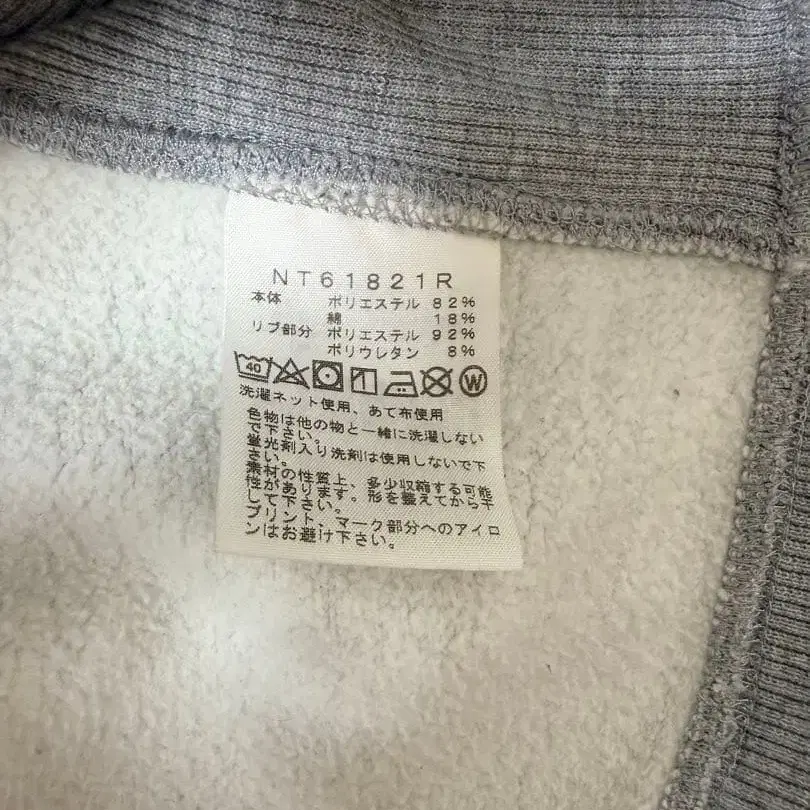 NT61821R
本体 ポリエステル 82%
綿 18%
リブ部分 ポリエステル 92%
ポリウレタン 8%
40 W
洗濯ネット使用、あて布使用
色物は他の物と一緒に洗濯しない
で下さい。
蛍光剤入り洗剤は使用しないで下
さい。
素材の性質上、多少収縮する可能
性があります。形を整えてから干
して下さい。
プリント、マーク部分へのアイロ
ンはお避け下さい。